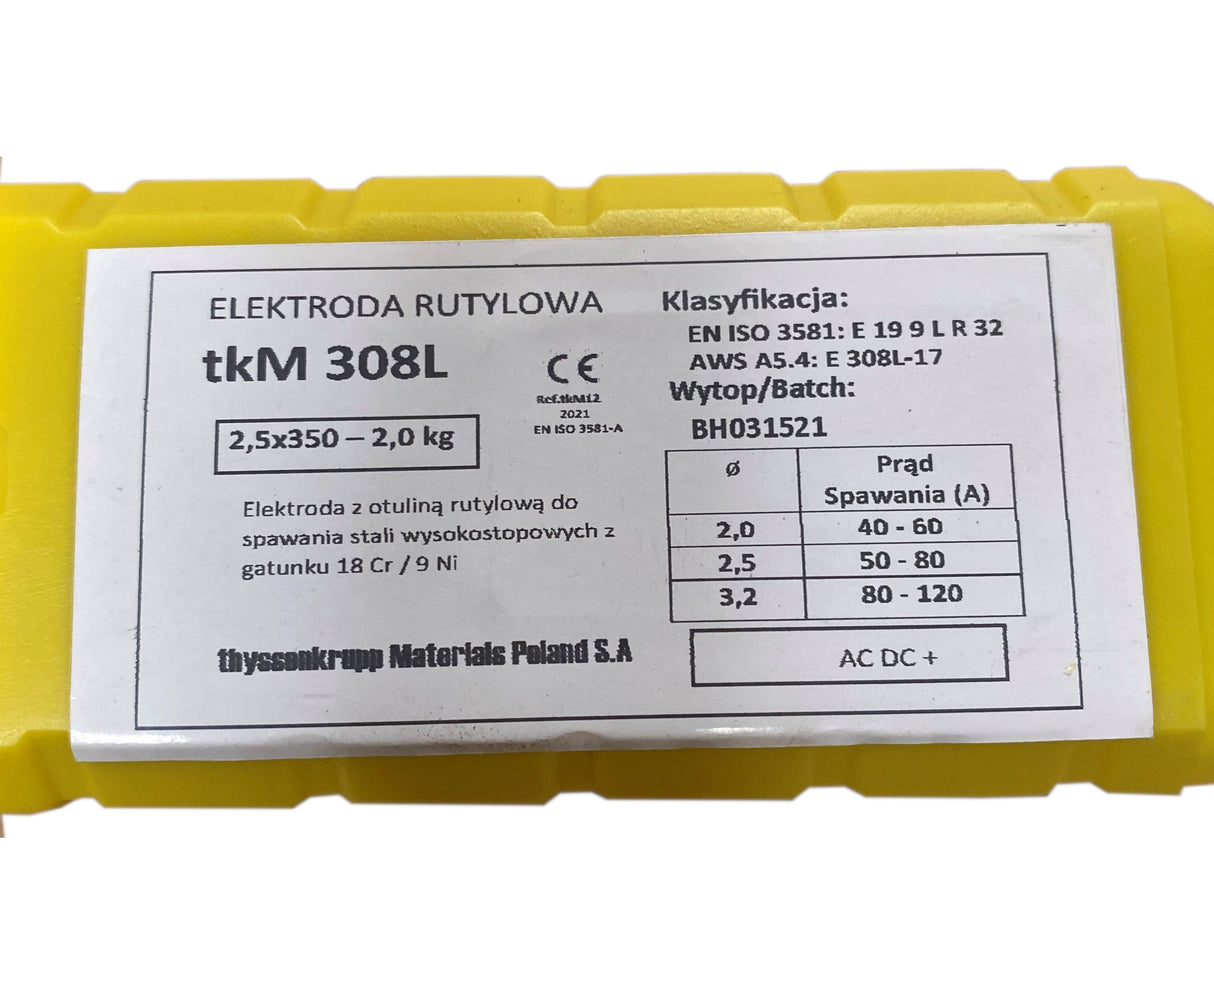 ELEKTRODA RUTYLOWA
tkM 308L
CE
Ref.tkM12
2021
EN ISO 3581-A
2,5x350 – 2,0 kg
Elektroda z otuliną rutylową do
spawania stali wysokostopowych z
gatunku 18 Cr / 9 Ni
thyssenkrupp Materials Poland S.A
Klasyfikacja:
EN ISO 3581: E 19 9 L R 32
AWS A5.4: E 308L-17
Wytop/Batch:
BH031521
ø Prąd
Spawania (A)
2,0 40 - 60
2,5 50 - 80
3,2 80 - 120
AC DC +